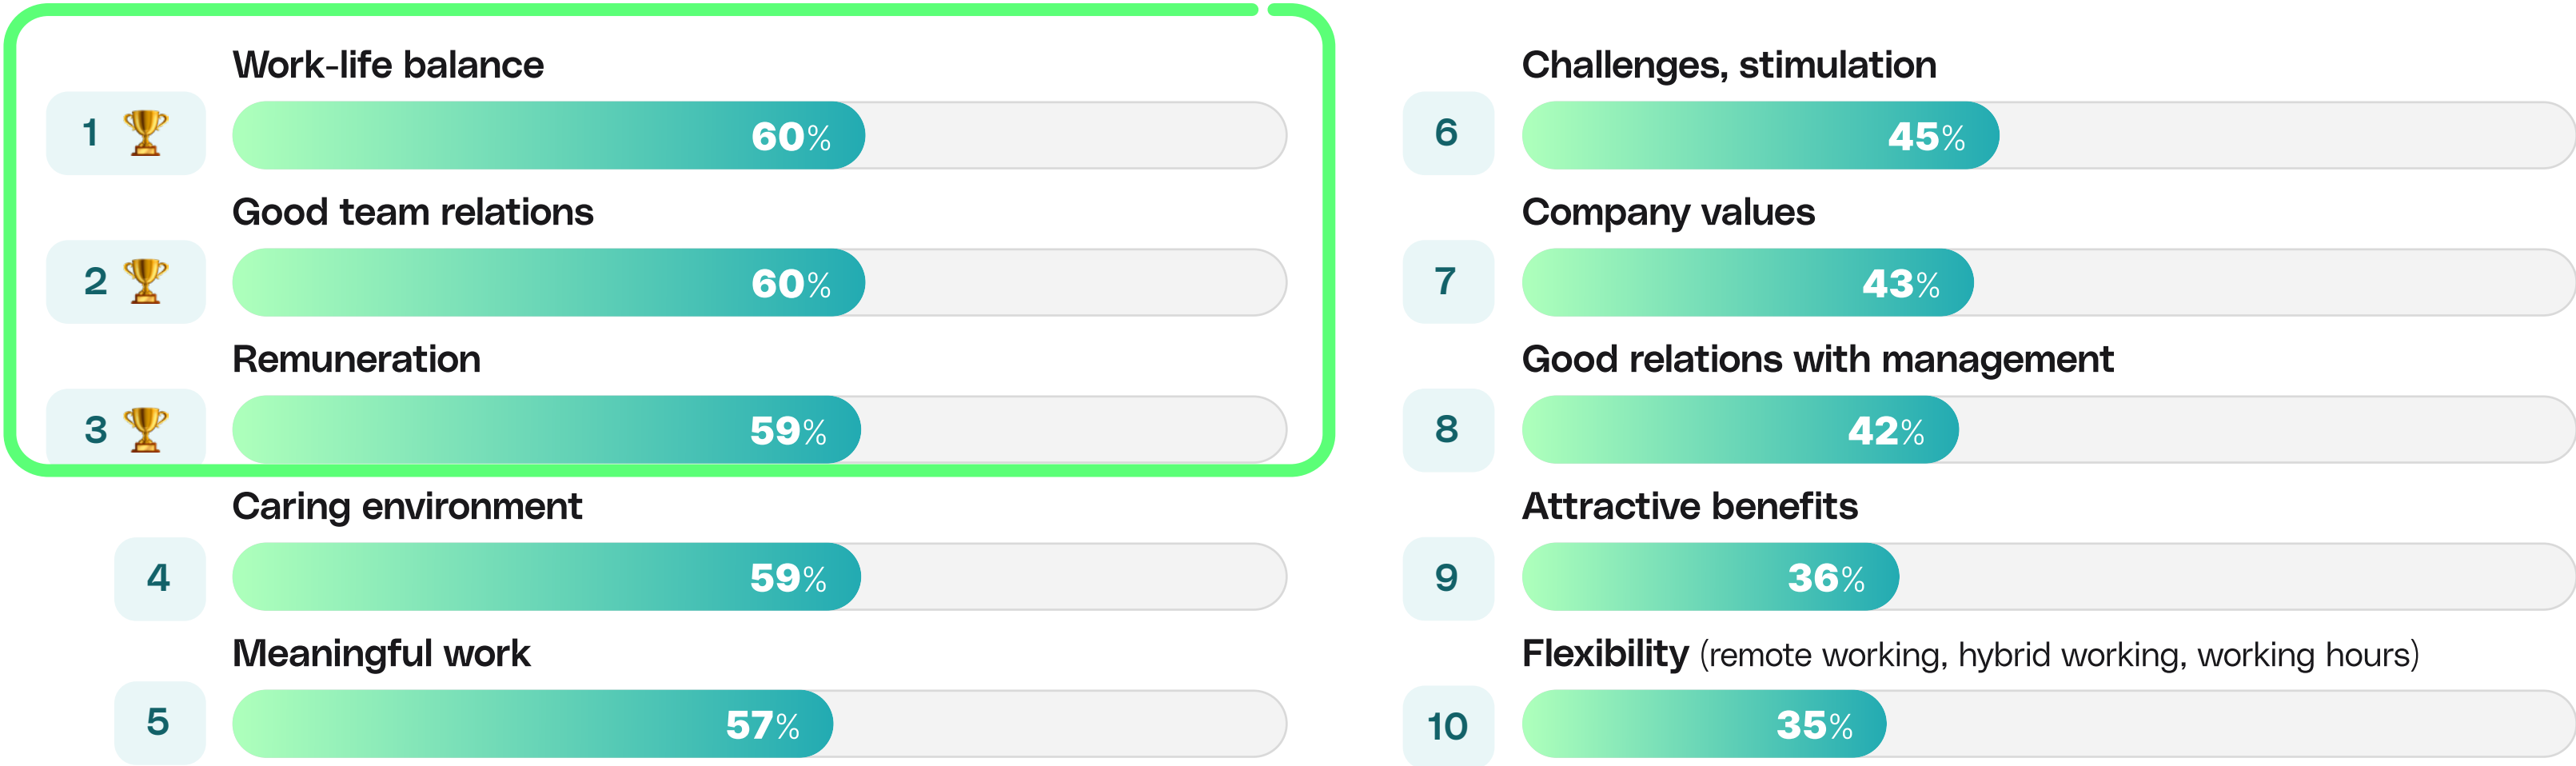 Work-life balance
1 🏆 60%
Good team relations
2 🏆 60%
Remuneration
3 🏆 59%
Caring environment
4 59%
Meaningful work
5 57%
Challenges, stimulation
6 45%
Company values
7 43%
Good relations with management
8 42%
Attractive benefits
9 36%
Flexibility (remote working, hybrid working, working hours)
10 35%